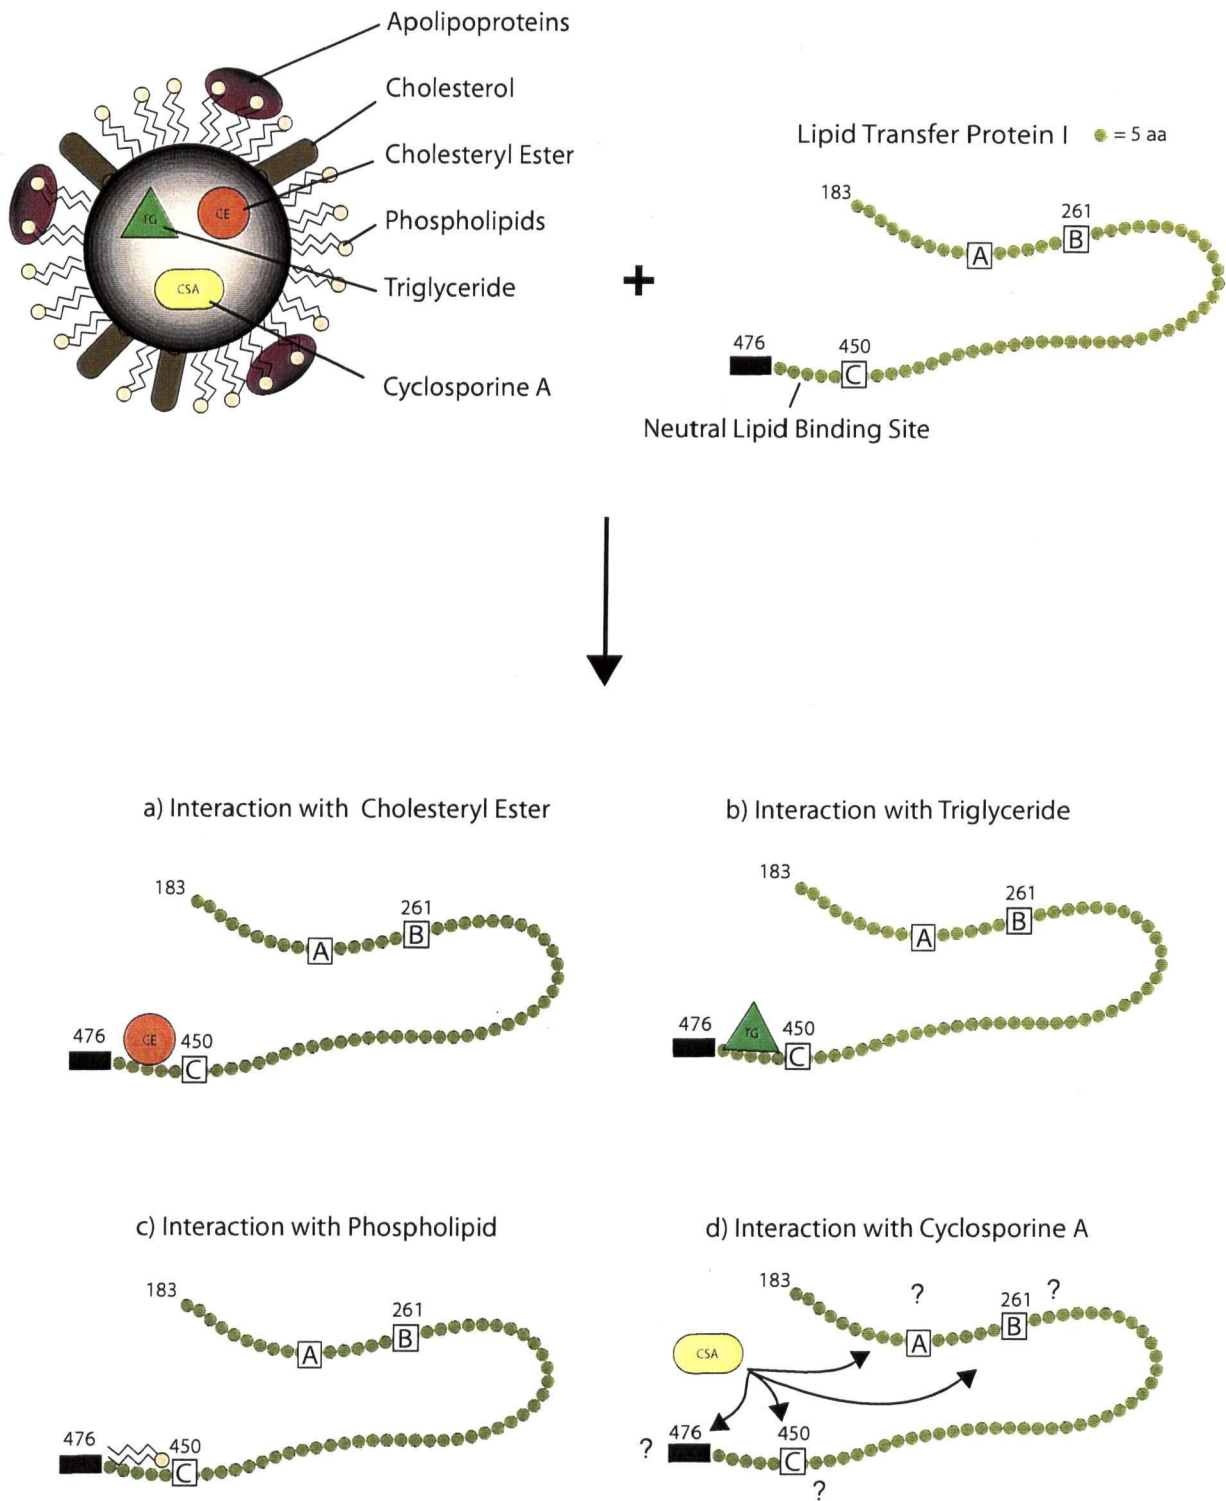 Apolipoproteins
Cholesterol
Cholesteryl Ester
Phospholipids
Triglyceride
Cyclosporine A
TG
CE
CSA
+
Lipid Transfer Protein I = 5 aa
183
261
A
B
476
450
C
Neutral Lipid Binding Site
a) Interaction with Cholesteryl Ester
183
261
A
B
476
CE
450
C
b) Interaction with Triglyceride
183
261
A
B
476
TG
450
C
c) Interaction with Phospholipid
183
261
A
B
476
450
C
d) Interaction with Cyclosporine A
183
?
261
?
A
B
CSA
476
450
?
C
?